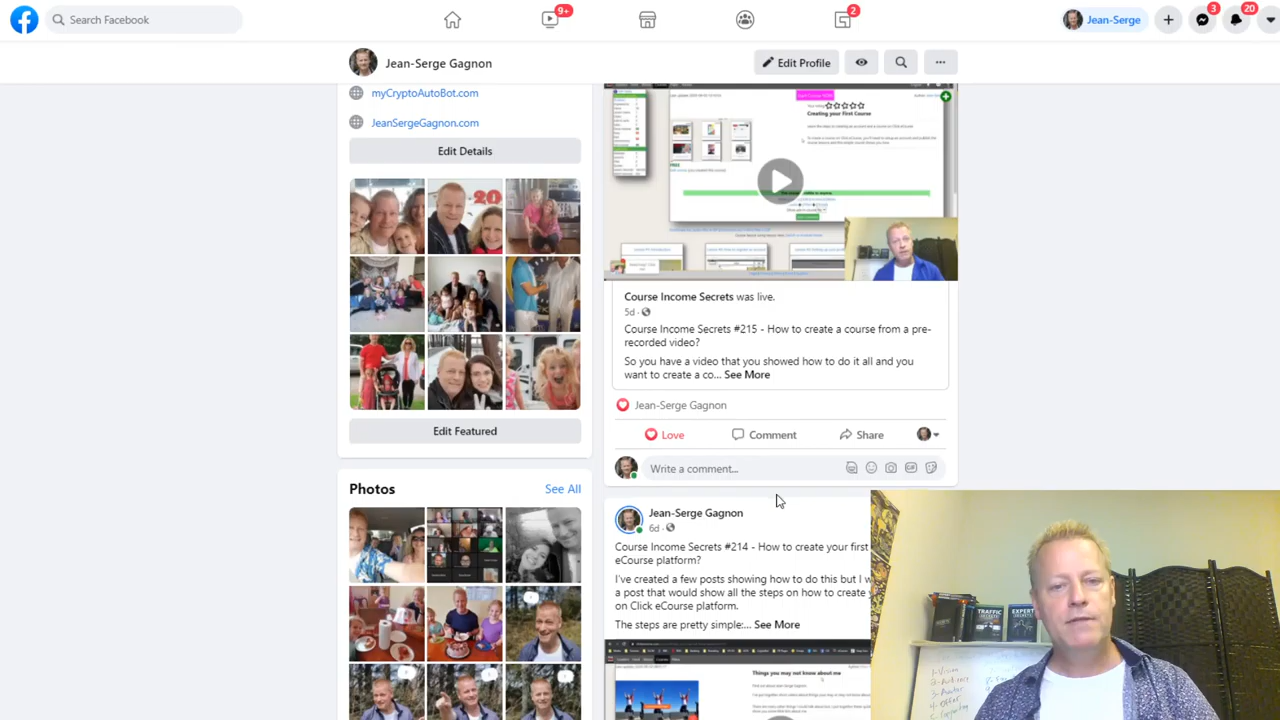 Search Facebook
9+
2
Jean-Serge
3
20
Jean-Serge Gagnon
Edit Profile
myCryptoAutoBot.com
JeanSergeGagnon.com
Edit Details
Edit Featured
Photos
See All
Creating your First Course
Course Income Secrets was live.
5d
Course Income Secrets #215 - How to create a course from a pre-
recorded video?
So you have a video that you showed how to do it all and you
want to create a co... See More
Jean-Serge Gagnon
Love
Comment
Share
Write a comment...
GIF
Jean-Serge Gagnon
6d
Course Income Secrets #214 - How to create your first
eCourse platform?
I've created a few posts showing how to do this but I w
a post that would show all the steps on how to create
on Click eCourse platform.
The steps are pretty simple:... See More
Things you may not know about me
TRAFFIC
SECRETS
EXPERT
SECRETS